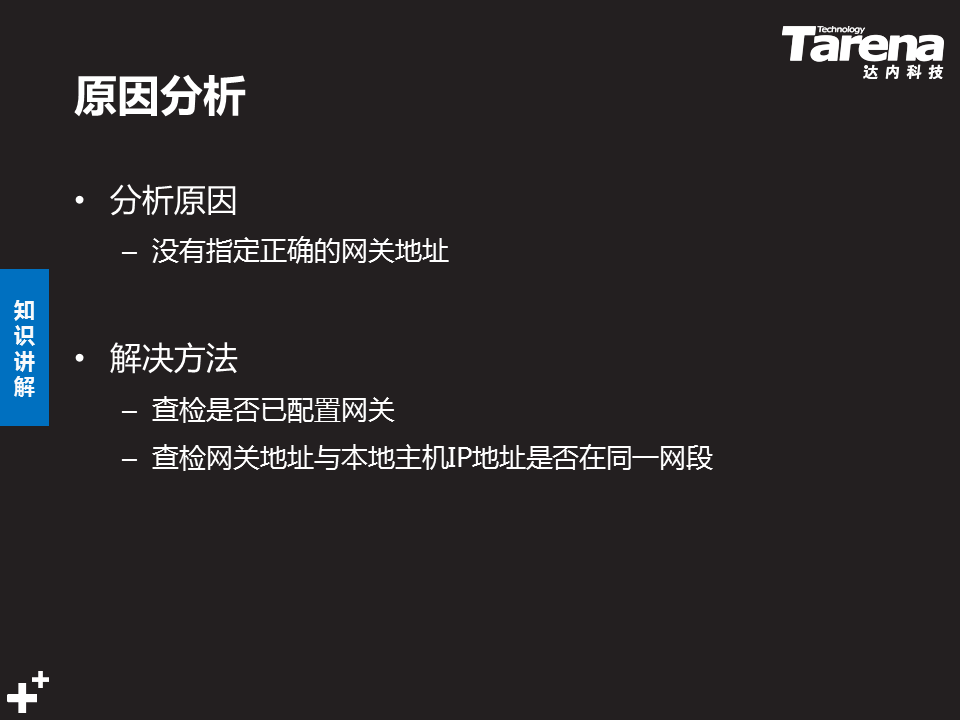 Technology
Tarena
达内科技
原因分析
• 分析原因
– 没有指定正确的网关地址
知识讲解
• 解决方法
– 查检是否已配置网关
– 查检网关地址与本地主机IP地址是否在同一网段